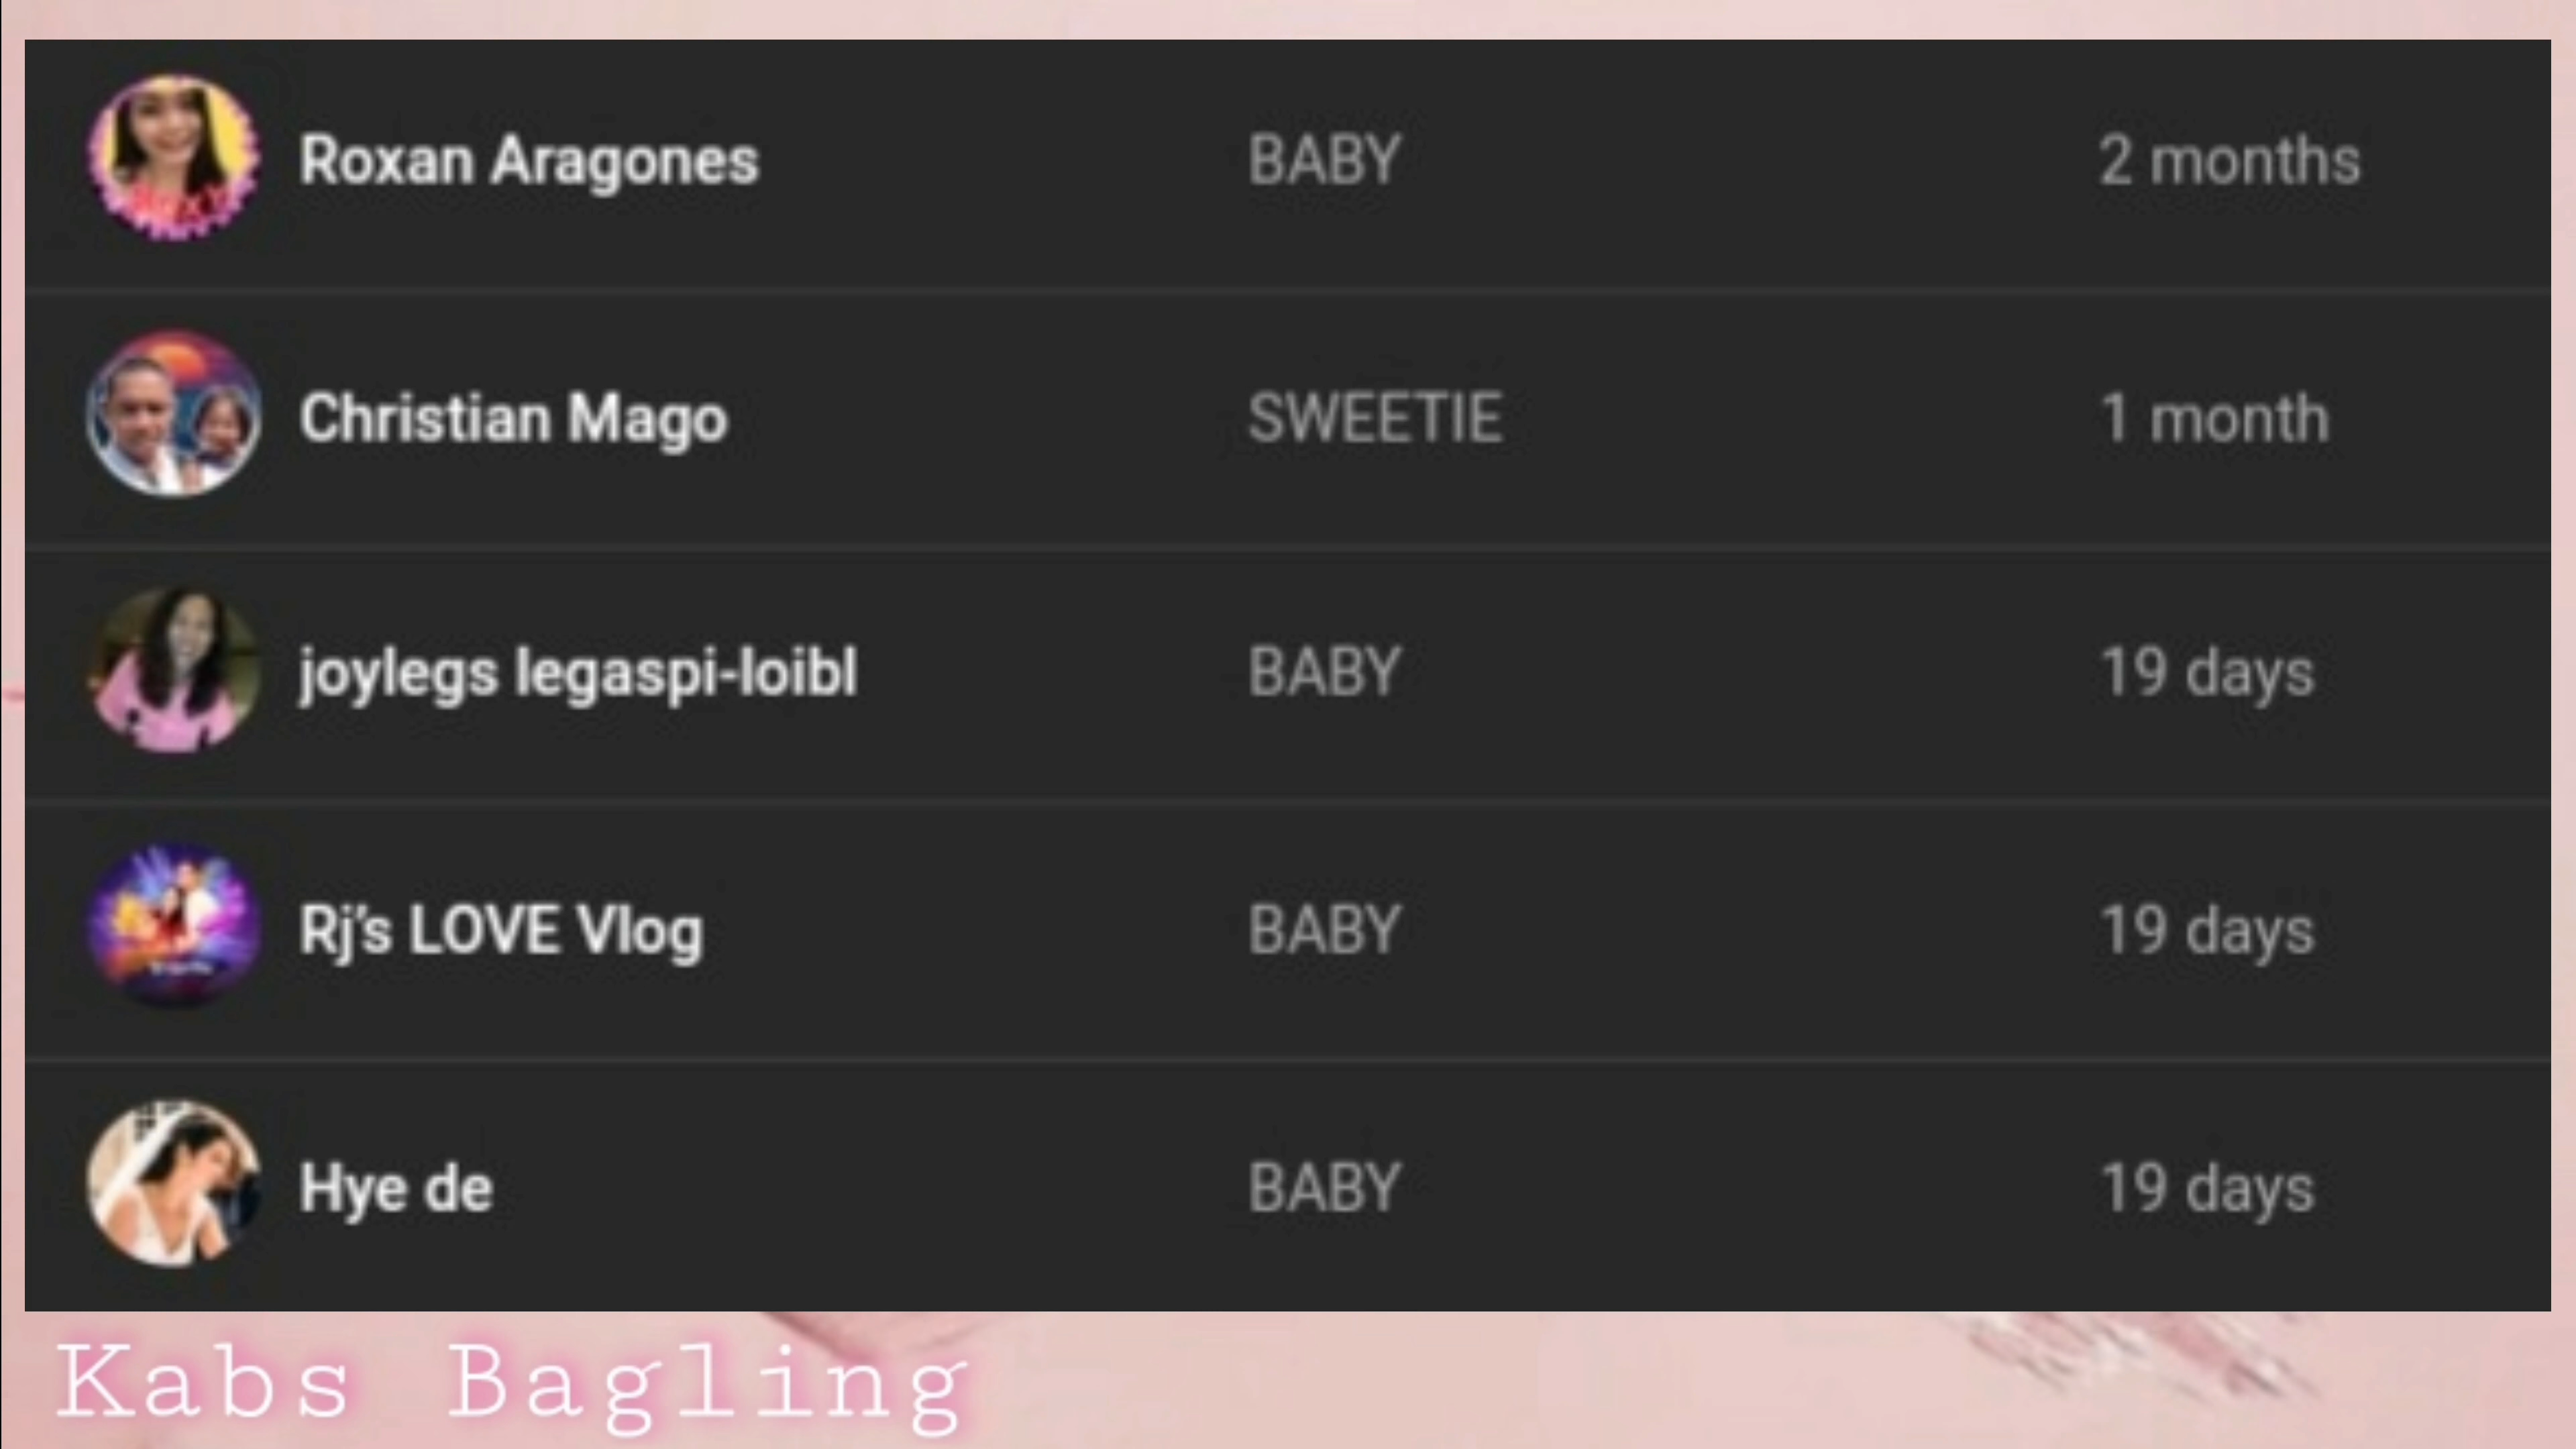 Roxan Aragones BABY 2 months
Christian Mago SWEETIE 1 month
joylegs legaspi-loibl BABY 19 days
Rj's LOVE Vlog BABY 19 days
Hye de BABY 19 days
Kabs Bagling